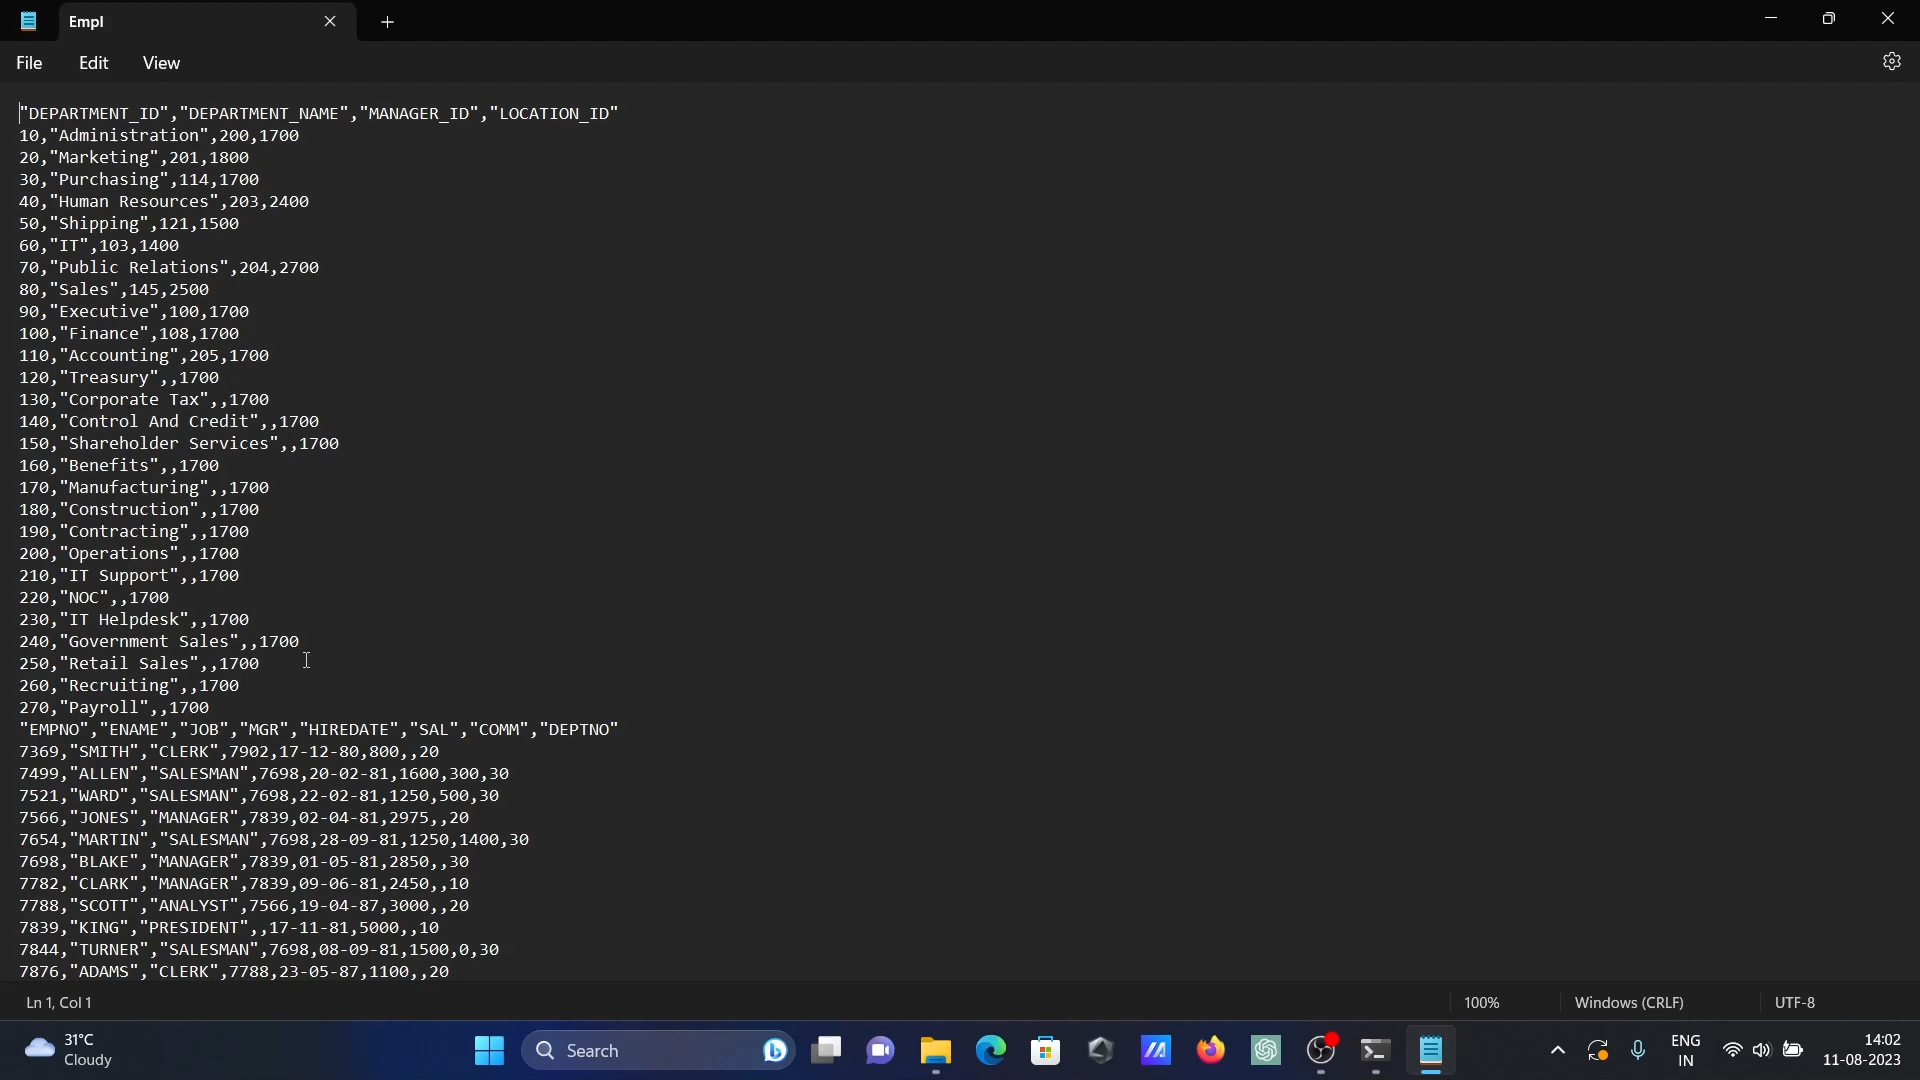 Empl
File Edit View
"DEPARTMENT_ID","DEPARTMENT_NAME","MANAGER_ID","LOCATION_ID"
10,"Administration",200,1700
20,"Marketing",201,1800
30,"Purchasing",114,1700
40,"Human Resources",203,2400
50,"Shipping",121,1500
60,"IT",103,1400
70,"Public Relations",204,2700
80,"Sales",145,2500
90,"Executive",100,1700
100,"Finance",108,1700
110,"Accounting",205,1700
120,"Treasury",,1700
130,"Corporate Tax",,1700
140,"Control And Credit",,1700
150,"Shareholder Services",,1700
160,"Benefits",,1700
170,"Manufacturing",,1700
180,"Construction",,1700
190,"Contracting",,1700
200,"Operations",,1700
210,"IT Support",,1700
220,"NOC",,1700
230,"IT Helpdesk",,1700
240,"Government Sales",,1700
250,"Retail Sales",,1700
260,"Recruiting",,1700
270,"Payroll",,1700
"EMPNO","ENAME","JOB","MGR","HIREDATE","SAL","COMM","DEPTNO"
7369,"SMITH","CLERK",7902,17-12-80,800,,20
7499,"ALLEN","SALESMAN",7698,20-02-81,1600,300,30
7521,"WARD","SALESMAN",7698,22-02-81,1250,500,30
7566,"JONES","MANAGER",7839,02-04-81,2975,,20
7654,"MARTIN","SALESMAN",7698,28-09-81,1250,1400,30
7698,"BLAKE","MANAGER",7839,01-05-81,2850,,30
7782,"CLARK","MANAGER",7839,09-06-81,2450,,10
7788,"SCOTT","ANALYST",7566,19-04-87,3000,,20
7839,"KING","PRESIDENT",,17-11-81,5000,,10
7844,"TURNER","SALESMAN",7698,08-09-81,1500,0,30
7876,"ADAMS","CLERK",7788,23-05-87,1100,,20
Ln 1, Col 1 100% Windows (CRLF) UTF-8
31°C
Cloudy
Search
ENG
IN
14:02
11-08-2023